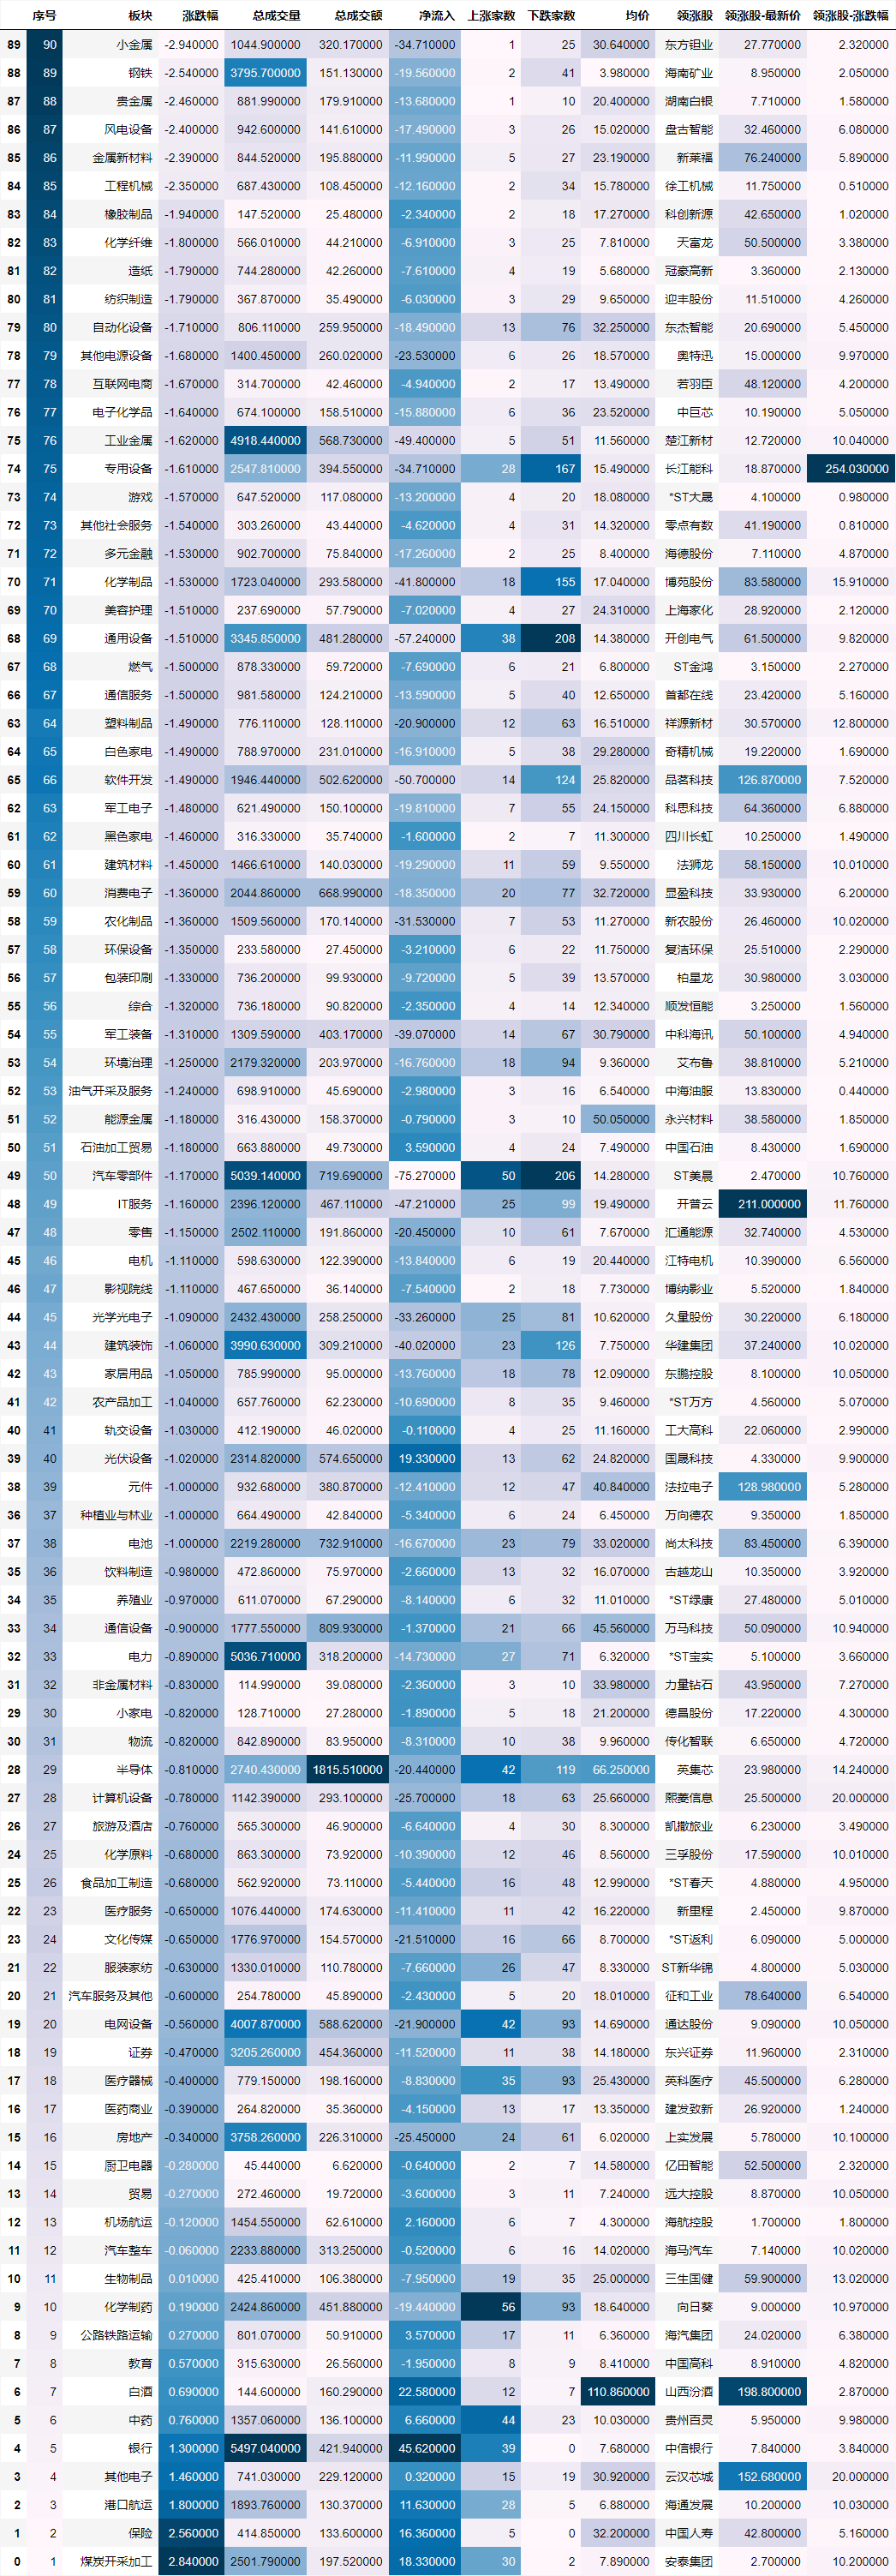 序号 板块 涨跌幅 总成交量 总成交额 净流入 上涨家数 下跌家数 均价 领涨股 领涨股-最新价 领涨股-涨跌幅
89 90 小金属 -2.940000 1044.900000 320.170000 -34.710000 1 25 30.640000 东方钽业 27.770000 2.320000
88 89 钢铁 -2.540000 3795.700000 151.130000 -19.560000 2 41 3.980000 海南矿业 8.950000 2.050000
87 88 贵金属 -2.460000 881.990000 179.910000 -13.680000 1 10 20.400000 湖南白银 7.710000 1.580000
86 87 风电设备 -2.400000 942.600000 141.610000 -17.490000 3 26 15.020000 盘古智能 32.460000 6.080000
85 86 金属新材料 -2.390000 844.520000 195.880000 -11.990000 5 27 23.190000 新莱福 76.240000 5.890000
84 85 工程机械 -2.350000 687.430000 108.450000 -12.160000 2 34 15.780000 徐工机械 11.750000 0.510000
83 84 橡胶制品 -1.940000 147.520000 25.480000 -2.340000 2 18 17.270000 科创新源 42.650000 1.020000
82 83 化学纤维 -1.800000 566.010000 44.210000 -6.910000 3 25 7.810000 天富龙 50.500000 3.380000
81 82 造纸 -1.790000 744.280000 42.260000 -7.610000 4 19 5.680000 冠豪高新 3.360000 2.130000
80 81 纺织制造 -1.790000 367.870000 35.490000 -6.030000 3 29 9.650000 迎丰股份 11.510000 4.260000
79 80 自动化设备 -1.710000 806.110000 259.950000 -18.490000 13 76 32.250000 东杰智能 20.690000 5.450000
78 79 其他电源设备 -1.680000 1400.450000 260.020000 -23.530000 6 26 18.570000 奥特迅 15.000000 9.970000
77 78 互联网电商 -1.670000 314.700000 42.460000 -4.940000 2 17 13.490000 若羽臣 48.120000 4.200000
76 77 电子化学品 -1.640000 674.100000 158.510000 -15.880000 6 36 23.520000 中巨芯 10.190000 5.050000
75 76 工业金属 -1.620000 4918.440000 568.730000 -49.400000 5 51 11.560000 楚江新材 12.720000 10.040000
74 75 专用设备 -1.610000 2547.810000 394.550000 -34.710000 28 167 15.490000 长江能科 18.870000 254.030000
73 74 游戏 -1.570000 647.520000 117.080000 -13.200000 4 20 18.080000 *ST大晟 4.100000 0.980000
72 73 其他社会服务 -1.540000 303.260000 43.440000 -4.620000 4 31 14.320000 零点有数 41.190000 0.810000
71 72 多元金融 -1.530000 902.700000 75.840000 -17.260000 2 25 8.400000 海德股份 7.110000 4.870000
70 71 化学制品 -1.530000 1723.040000 293.580000 -41.800000 18 155 17.040000 博苑股份 83.580000 15.910000
69 70 美容护理 -1.510000 237.690000 57.790000 -7.020000 4 27 24.310000 上海家化 28.920000 2.120000
68 69 通用设备 -1.510000 3345.850000 481.280000 -57.240000 38 208 14.380000 开创电气 61.500000 9.820000
67 68 燃气 -1.500000 878.330000 59.720000 -7.690000 6 21 6.800000 ST金鸿 3.150000 2.270000
66 67 通信服务 -1.500000 981.580000 124.210000 -13.590000 5 40 12.650000 首都在线 23.420000 5.160000
63 64 塑料制品 -1.490000 776.110000 128.110000 -20.900000 12 63 16.510000 祥源新材 30.570000 12.800000
64 65 白色家电 -1.490000 788.970000 231.010000 -16.910000 5 38 29.280000 奇精机械 19.220000 1.690000
65 66 软件开发 -1.490000 1946.440000 502.620000 -50.700000 14 124 25.820000 品茗科技 126.870000 7.520000
62 63 军工电子 -1.480000 621.490000 150.100000 -19.810000 7 55 24.150000 科思科技 64.360000 6.880000
61 62 黑色家电 -1.460000 316.330000 35.740000 -1.600000 2 7 11.300000 四川长虹 10.250000 1.490000
60 61 建筑材料 -1.450000 1466.610000 140.030000 -19.290000 11 59 9.550000 法狮龙 58.150000 10.010000
59 60 消费电子 -1.360000 2044.860000 668.990000 -18.350000 20 77 32.720000 显盈科技 33.930000 6.200000
58 59 农化制品 -1.360000 1509.560000 170.140000 -31.530000 7 53 11.270000 新农股份 26.460000 10.020000
57 58 环保设备 -1.350000 233.580000 27.450000 -3.210000 6 22 11.750000 复洁环保 25.510000 2.290000
56 57 包装印刷 -1.330000 736.200000 99.930000 -9.720000 5 39 13.570000 柏星龙 30.980000 3.030000
55 56 综合 -1.320000 736.180000 90.820000 -2.350000 4 14 12.340000 顺发恒能 3.250000 1.560000
54 55 军工装备 -1.310000 1309.590000 403.170000 -39.070000 14 67 30.790000 中科海讯 50.100000 4.940000
53 54 环境治理 -1.250000 2179.320000 203.970000 -16.760000 18 94 9.360000 艾布鲁 38.810000 5.210000
52 53 油气开采及服务 -1.240000 698.910000 45.690000 -2.980000 3 16 6.540000 中海油服 13.830000 0.440000
51 52 能源金属 -1.180000 316.430000 158.370000 -0.790000 3 10 50.050000 永兴材料 38.580000 1.850000
50 51 石油加工贸易 -1.180000 663.880000 49.730000 3.590000 4 24 7.490000 中国石油 8.430000 1.690000
49 50 汽车零部件 -1.170000 5039.140000 719.690000 -75.270000 50 206 14.280000 ST美晨 2.470000 10.760000
48 49 IT服务 -1.160000 2396.120000 467.110000 -47.210000 25 99 19.490000 开普云 211.000000 11.760000
47 48 零售 -1.150000 2502.110000 191.860000 -20.450000 10 61 7.670000 汇通能源 32.740000 4.530000
45 46 电机 -1.110000 598.630000 122.390000 -13.840000 6 19 20.440000 江特电机 10.390000 6.560000
46 47 影视院线 -1.110000 467.650000 36.140000 -7.540000 2 18 7.730000 博纳影业 5.520000 1.840000
44 45 光学光电子 -1.090000 2432.430000 258.250000 -33.260000 25 81 10.620000 久量股份 30.220000 6.180000
43 44 建筑装饰 -1.060000 3990.630000 309.210000 -40.020000 23 126 7.750000 华建集团 37.240000 10.020000
42 43 家居用品 -1.050000 785.990000 95.000000 -13.760000 18 78 12.090000 东鹏控股 8.100000 10.050000
41 42 农产品加工 -1.040000 657.760000 62.230000 -10.690000 8 35 9.460000 *ST万方 4.560000 5.070000
40 41 轨交设备 -1.030000 412.190000 46.020000 -0.110000 4 25 11.160000 工大高科 22.060000 2.990000
39 40 光伏设备 -1.020000 2314.820000 574.650000 19.330000 13 62 24.820000 国晟科技 4.330000 9.900000
38 39 元件 -1.000000 932.680000 380.870000 -12.410000 12 47 40.840000 法拉电子 128.980000 5.280000
36 37 种植业与林业 -1.000000 664.490000 42.840000 -5.340000 6 24 6.450000 万向德农 9.350000 1.850000
37 38 电池 -1.000000 2219.280000 732.910000 -16.670000 23 79 33.020000 尚太科技 83.450000 6.390000
35 36 饮料制造 -0.980000 472.860000 75.970000 -2.660000 13 32 16.070000 古越龙山 10.350000 3.920000
34 35 养殖业 -0.970000 611.070000 67.290000 -8.140000 6 32 11.010000 *ST绿康 27.480000 5.010000
33 34 通信设备 -0.900000 1777.550000 809.930000 -1.370000 21 66 45.560000 万马科技 50.090000 10.940000
32 33 电力 -0.890000 5036.710000 318.200000 -14.730000 27 71 6.320000 *ST宝实 5.100000 3.660000
31 32 非金属材料 -0.830000 114.990000 39.080000 -2.360000 3 10 33.980000 力量钻石 43.950000 7.270000
29 30 小家电 -0.820000 128.710000 27.280000 -1.890000 5 18 21.200000 德昌股份 17.220000 4.300000
30 31 物流 -0.820000 842.890000 83.950000 -8.310000 10 38 9.960000 传化智联 6.650000 4.720000
28 29 半导体 -0.810000 2740.430000 1815.510000 -20.440000 42 119 66.250000 英集芯 23.980000 14.240000
27 28 计算机设备 -0.780000 1142.390000 293.100000 -25.700000 18 63 25.660000 熙菱信息 25.500000 20.000000
26 27 旅游及酒店 -0.760000 565.300000 46.900000 -6.640000 4 30 8.300000 凯撒旅业 6.230000 3.490000
24 25 化学原料 -0.680000 863.300000 73.920000 -10.390000 12 46 8.560000 三孚股份 17.590000 10.010000
25 26 食品加工制造 -0.680000 562.920000 73.110000 -5.440000 16 48 12.990000 *ST春天 4.880000 4.950000
22 23 医疗服务 -0.650000 1076.440000 174.630000 -11.410000 11 42 16.220000 新里程 2.450000 9.870000
23 24 文化传媒 -0.650000 1776.970000 154.570000 -21.510000 16 66 8.700000 *ST返利 6.090000 5.000000
21 22 服装家纺 -0.630000 1330.010000 110.780000 -7.660000 26 47 8.330000 ST新华锦 4.800000 5.030000
20 21 汽车服务及其他 -0.600000 254.780000 45.890000 -2.430000 5 20 18.010000 征和工业 78.640000 6.540000
19 20 电网设备 -0.560000 4007.870000 588.620000 -21.900000 42 93 14.690000 通达股份 9.090000 10.050000
18 19 证券 -0.470000 3205.260000 454.360000 -11.520000 11 38 14.180000 东兴证券 11.960000 2.310000
17 18 医疗器械 -0.400000 779.150000 198.160000 -8.830000 35 93 25.430000 英科医疗 45.500000 6.280000
16 17 医药商业 -0.390000 264.820000 35.360000 -4.150000 13 17 13.350000 建发致新 26.920000 1.240000
15 16 房地产 -0.340000 3758.260000 226.310000 -25.450000 24 61 6.020000 上实发展 5.780000 10.100000
14 15 厨卫电器 -0.280000 45.440000 6.620000 -0.640000 2 7 14.580000 亿田智能 52.500000 2.320000
13 14 贸易 -0.270000 272.460000 19.720000 -3.600000 3 11 7.240000 远大控股 8.870000 10.050000
12 13 机场航运 -0.120000 1454.550000 62.610000 2.160000 6 7 4.300000 海航控股 1.700000 1.800000
11 12 汽车整车 -0.060000 2233.880000 313.250000 -0.520000 6 16 14.020000 海马汽车 7.140000 10.020000
10 11 生物制品 0.010000 425.410000 106.380000 -7.950000 19 35 25.000000 三生国健 59.900000 13.020000
9 10 化学制药 0.190000 2424.860000 451.880000 -19.440000 56 93 18.640000 向日葵 9.000000 10.970000
8 9 公路铁路运输 0.270000 801.070000 50.910000 3.570000 17 11 6.360000 海汽集团 24.020000 6.380000
7 8 教育 0.570000 315.630000 26.560000 -1.950000 8 9 8.410000 中国高科 8.910000 4.820000
6 7 白酒 0.690000 144.600000 160.290000 22.580000 12 7 110.860000 山西汾酒 198.800000 2.870000
5 6 中药 0.760000 1357.060000 136.100000 6.660000 44 23 10.030000 贵州百灵 5.950000 9.980000
4 5 银行 1.300000 5497.040000 421.940000 45.620000 39 0 7.680000 中信银行 7.840000 3.840000
3 4 其他电子 1.460000 741.030000 229.120000 0.320000 15 19 30.920000 云汉芯城 152.680000 20.000000
2 3 港口航运 1.800000 1893.760000 130.370000 11.630000 28 5 6.880000 海通发展 10.200000 10.030000
1 2 保险 2.560000 414.850000 133.600000 16.360000 5 0 32.200000 中国人寿 42.800000 5.160000
0 1 煤炭开采加工 2.840000 2501.790000 197.520000 18.330000 30 2 7.890000 安泰集团 2.700000 10.200000